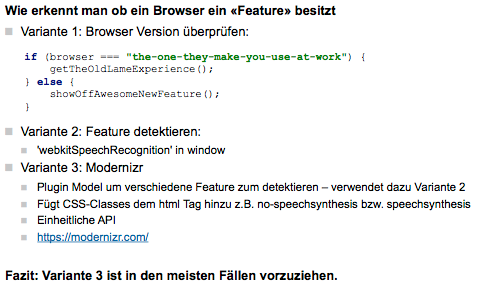 Wie erkennt man ob ein Browser ein «Feature» besitzt
Variante 1: Browser Version überprüfen:
if (browser === "the-one-they-make-you-use-at-work") {
getTheOldLameExperience();
} else {
showOffAwesomeNewFeature();
}
Variante 2: Feature detektieren:
'webkitSpeechRecognition' in window
Variante 3: Modernizr
Plugin Model um verschiedene Feature zum detektieren – verwendet dazu Variante 2
Fügt CSS-Classes dem html Tag hinzu z.B. no-speechsynthesis bzw. speechsynthesis
Einheitliche API
https://modernizr.com/
Fazit: Variante 3 ist in den meisten Fällen vorzuziehen.